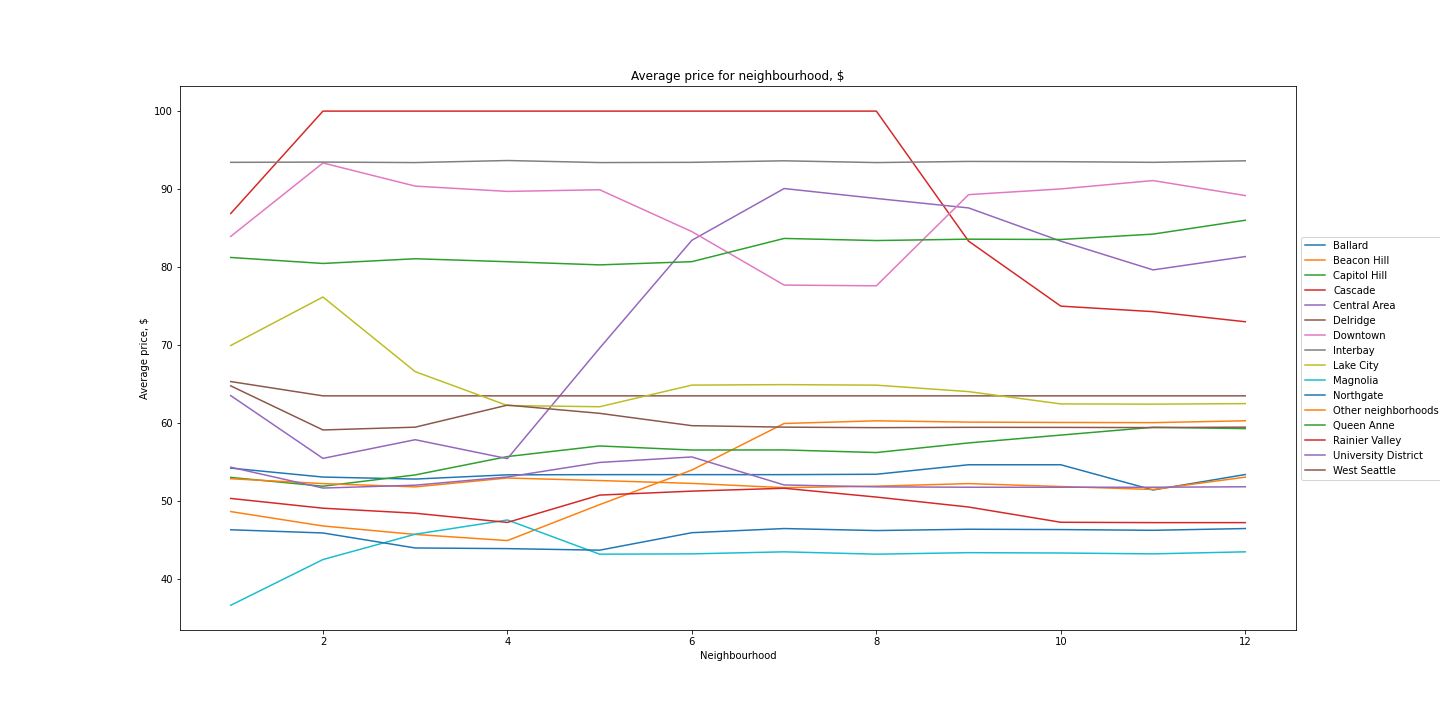 Average price for neighbourhood, $
100
90
80
70
60
50
40
Average price, $
2 4 6 8 10 12
Neighbourhood
Ballard
Beacon Hill
Capitol Hill
Cascade
Central Area
Delridge
Downtown
Interbay
Lake City
Magnolia
Northgate
Other neighborhoods
Queen Anne
Rainier Valley
University District
West Seattle